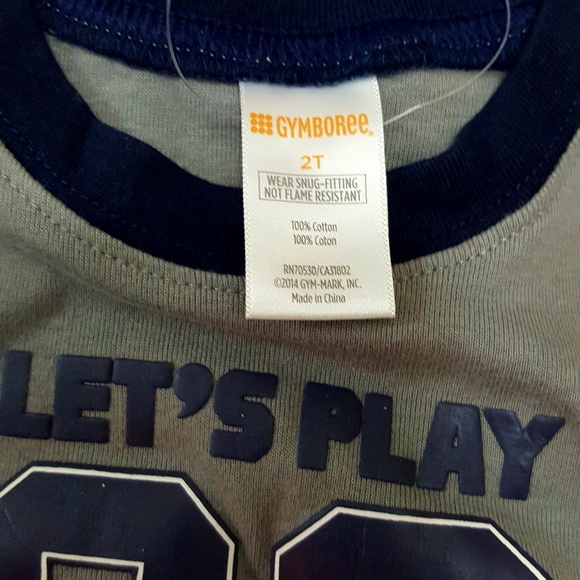 GYMBOREE
2T
WEAR SNUG-FITTING
NOT FLAME RESISTANT
100% Cotton
100% Coton
RN70530/CA31802
©2014 GYM-MARK, INC.
Made in China
LET'S PLAY